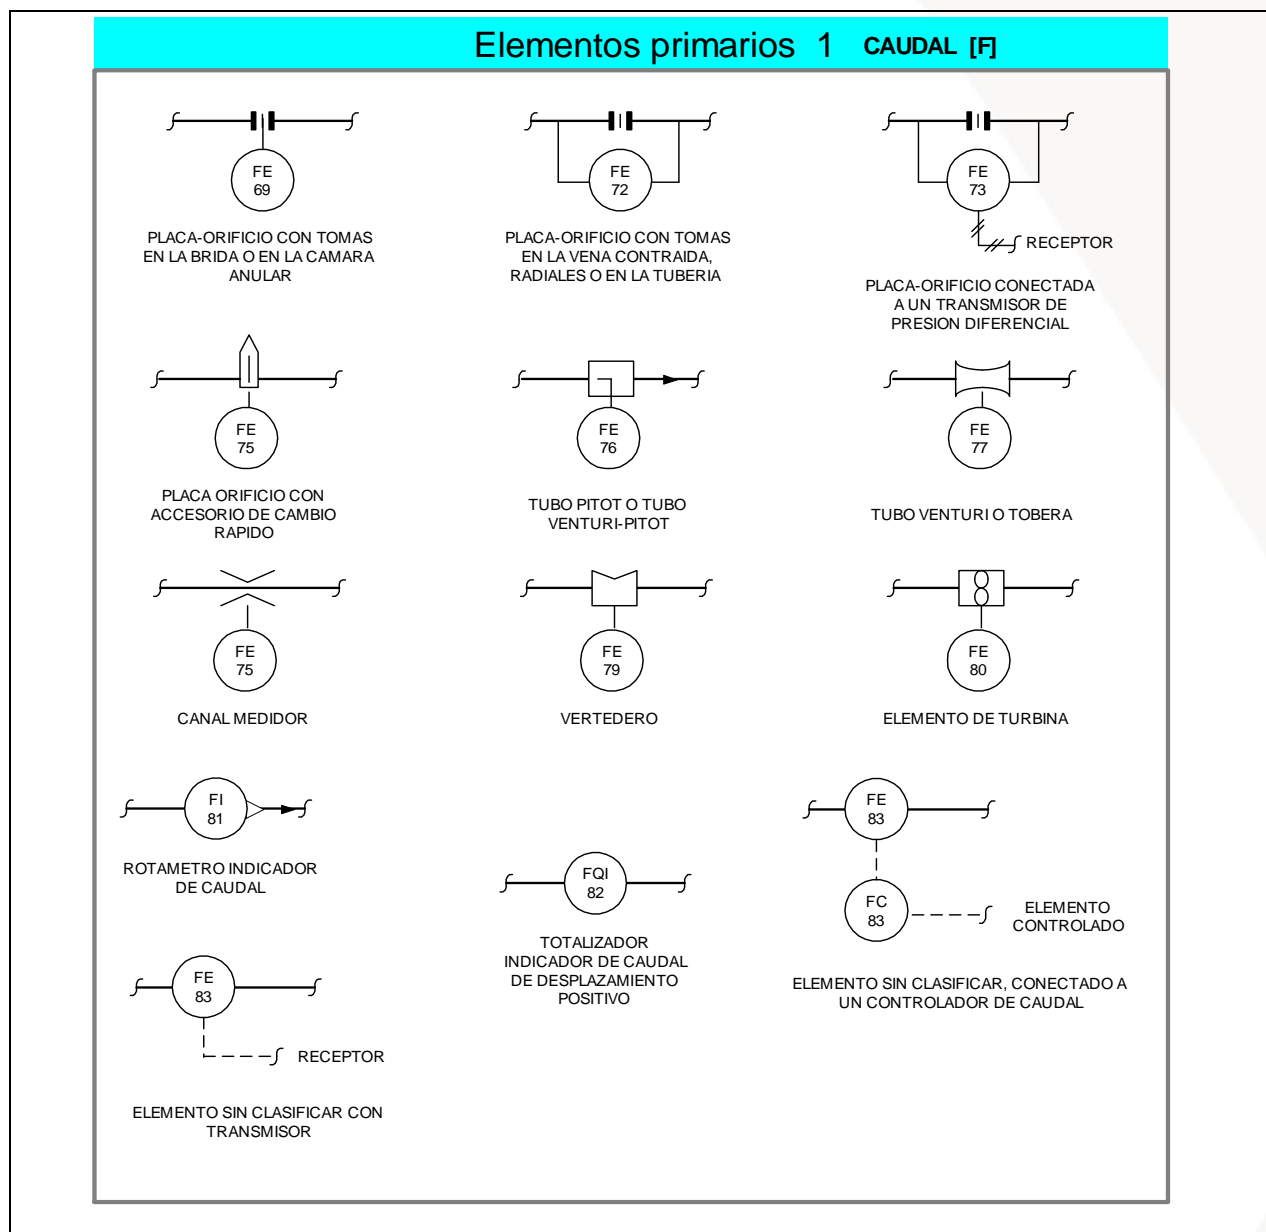 Elementos primarios 1 CAUDAL [F]
FE
69
PLACA-ORIFICIO CON TOMAS
EN LA BRIDA O EN LA CAMARA
ANULAR
FE
72
PLACA-ORIFICIO CON TOMAS
EN LA VENA CONTRAIDA,
RADIALES O EN LA TUBERIA
FE
73
RECEPTOR
PLACA-ORIFICIO CONECTADA
A UN TRANSMISOR DE
PRESION DIFERENCIAL
FE
75
PLACA ORIFICIO CON
ACCESORIO DE CAMBIO
RAPIDO
FE
76
TUBO PITOT O TUBO
VENTURI-PITOT
FE
77
TUBO VENTURI O TOBERA
FE
75
CANAL MEDIDOR
FE
79
VERTEDERO
FE
80
ELEMENTO DE TURBINA
FI
81
ROTAMETRO INDICADOR
DE CAUDAL
FQI
82
TOTALIZADOR
INDICADOR DE CAUDAL
DE DESPLAZAMIENTO
POSITIVO
FE
83
FC
83
ELEMENTO
CONTROLADO
ELEMENTO SIN CLASIFICAR, CONECTADO A
UN CONTROLADOR DE CAUDAL
FE
83
RECEPTOR
ELEMENTO SIN CLASIFICAR CON
TRANSMISOR